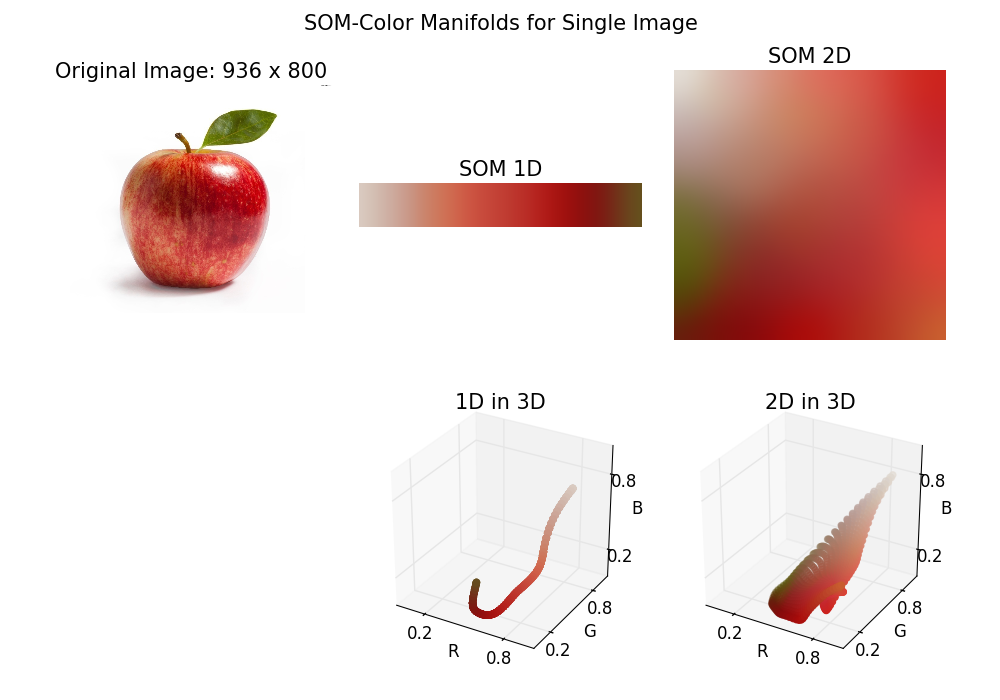 SOM-Color Manifolds for Single Image
Original Image: 936 x 800
SOM 1D
SOM 2D
1D in 3D
0.8
B
0.2
0.8
G
0.2
0.2
R
0.8
2D in 3D
0.8
B
0.2
0.8
G
0.2
0.2
R
0.8